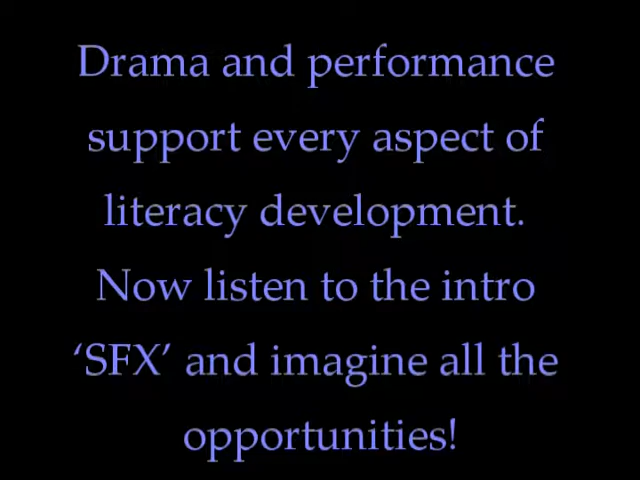 Drama and performance
support every aspect of
literacy development.
Now listen to the intro
‘SFX’ and imagine all the
opportunities!